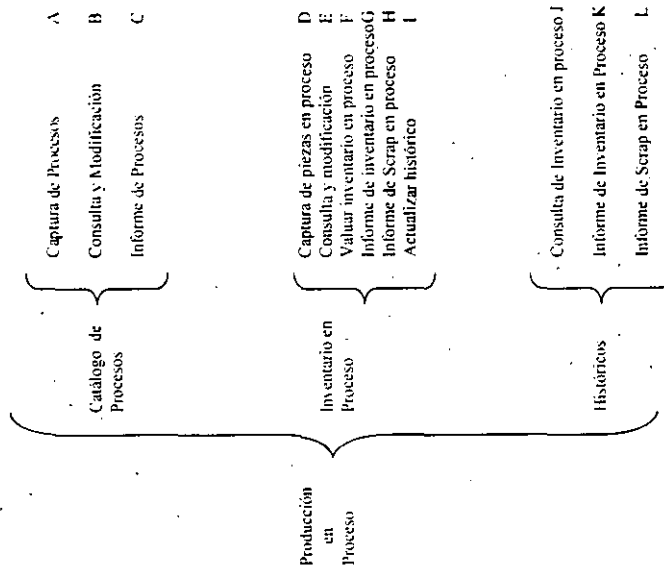 Producción
en
Proceso
Catálogo de
Procesos
Captura de Procesos A
Consulta y Modificación B
Informe de Procesos C
Inventario en
Proceso
Captura de piezas en proceso D
Consulta y modificación E
Valuar inventario en proceso F
Informe de inventario en proceso G
Informe de Scrap en proceso H
Actualizar histórico I
Históricos
Consulta de Inventario en proceso J
Informe de Inventario en Proceso K
Informe de Scrap en Proceso L